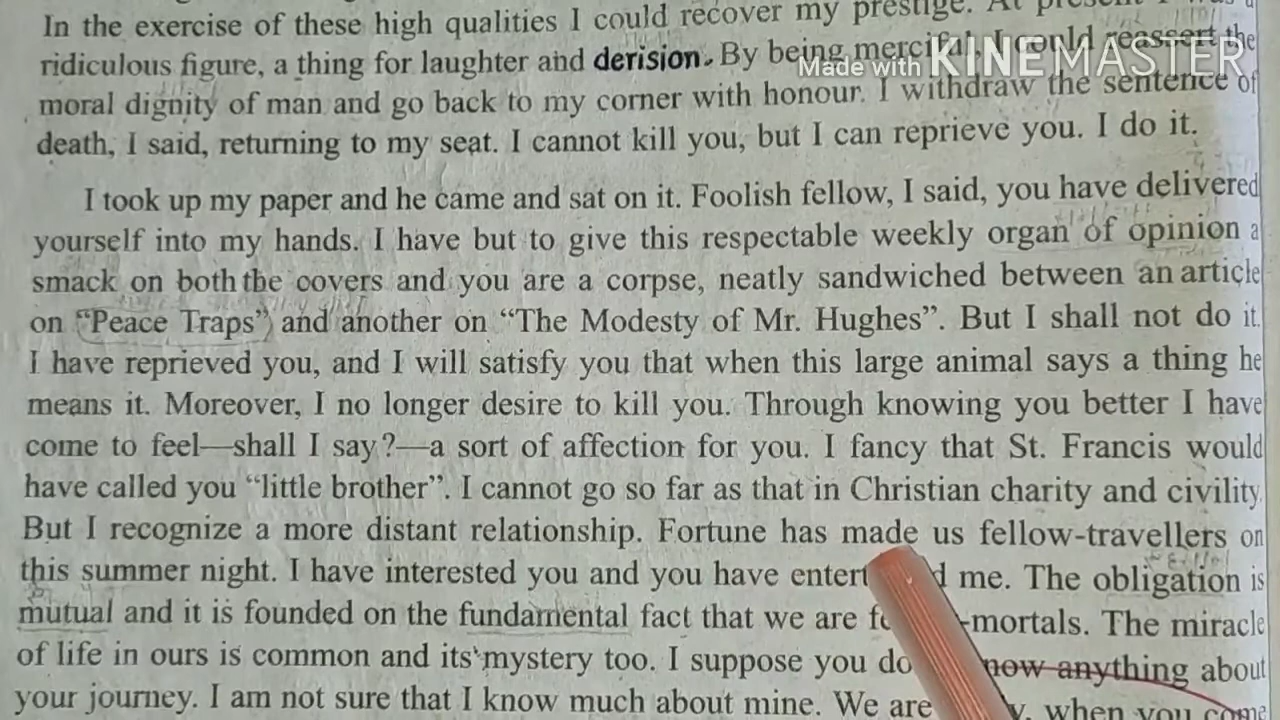 In the exercise of these high qualities I could recover my prestige. At present I was a
ridiculous figure, a thing for laughter and derision. By being merciful I could reassert the
Made with KINEMASTER
moral dignity of man and go back to my corner with honour. I withdraw the sentence of
death, I said, returning to my seat. I cannot kill you, but I can reprieve you. I do it.
I took up my paper and he came and sat on it. Foolish fellow, I said, you have delivered
yourself into my hands. I have but to give this respectable weekly organ of opinion a
smack on both the covers and you are a corpse, neatly sandwiched between an article
on “Peace Traps” and another on “The Modesty of Mr. Hughes”. But I shall not do it.
I have reprieved you, and I will satisfy you that when this large animal says a thing he
means it. Moreover, I no longer desire to kill you. Through knowing you better I have
come to feel—shall I say?—a sort of affection for you. I fancy that St. Francis would
have called you “little brother”. I cannot go so far as that in Christian charity and civility.
But I recognize a more distant relationship. Fortune has made us fellow-travellers on
this summer night. I have interested you and you have me. The obligation is
mutual and it is founded on the fundamental fact that we are -mortals. The miracle
of life in ours is common and its mystery too. I suppose you do anything about
your journey. I am not sure that I know much about mine. We are when you come